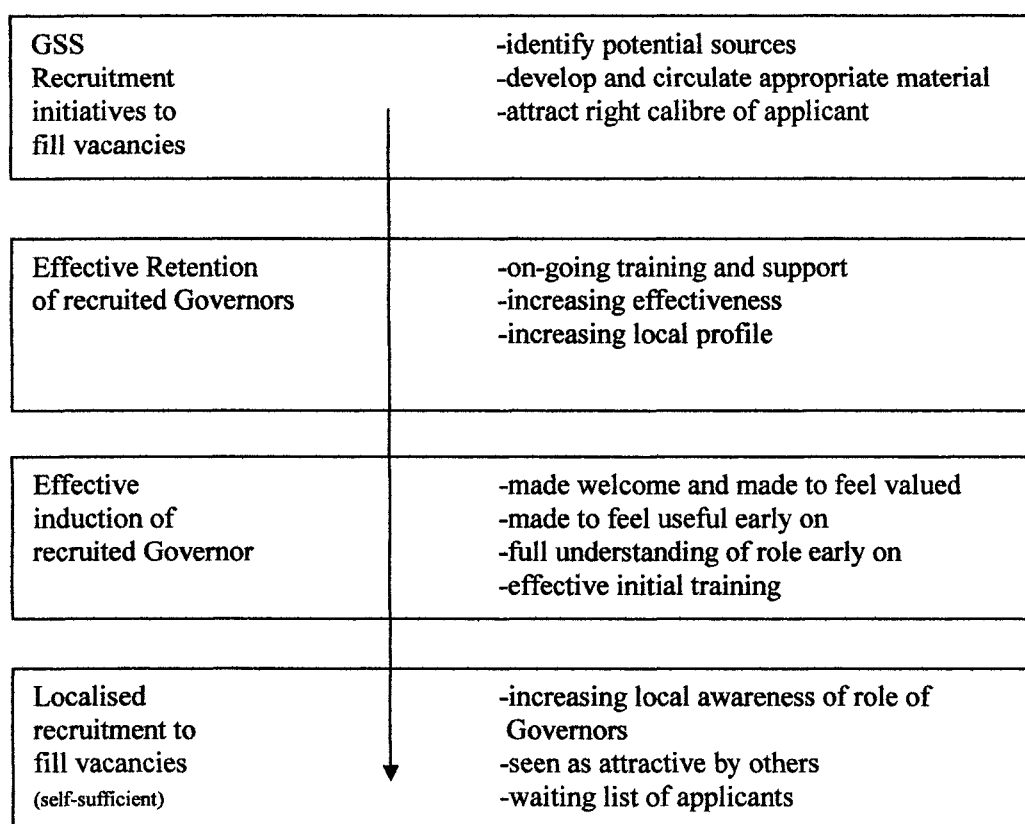 GSS
Recruitment
initiatives to
fill vacancies
-identify potential sources
-develop and circulate appropriate material
-attract right calibre of applicant
Effective Retention
of recruited Governors
-on-going training and support
-increasing effectiveness
-increasing local profile
Effective
induction of
recruited Governor
-made welcome and made to feel valued
-made to feel useful early on
-full understanding of role early on
-effective initial training
Localised
recruitment to
fill vacancies
(self-sufficient)
-increasing local awareness of role of
Governors
-seen as attractive by others
-waiting list of applicants